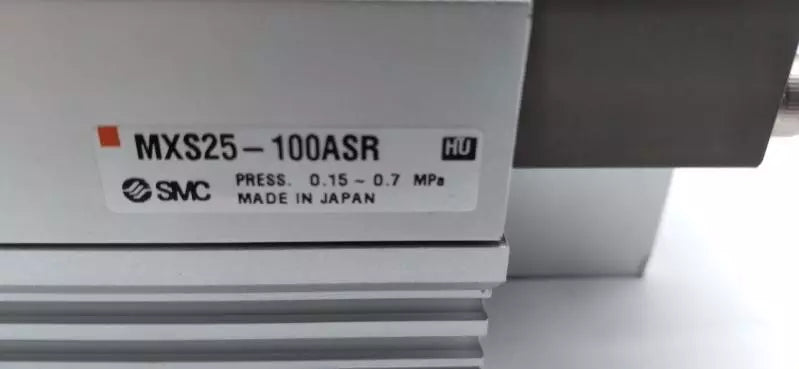 MXS25-100ASR HU
SMC PRESS. 0.15 ~ 0.7 MPa
MADE IN JAPAN